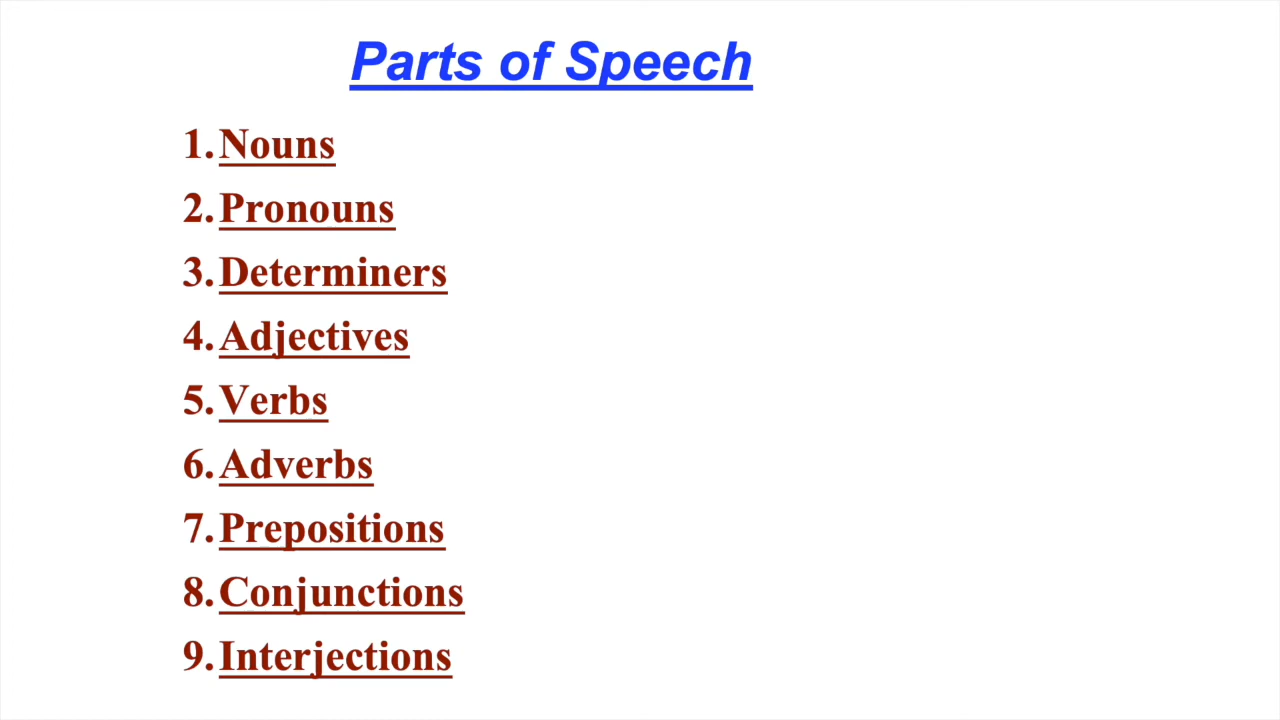 Parts of Speech
1. Nouns
2. Pronouns
3. Determiners
4. Adjectives
5. Verbs
6. Adverbs
7. Prepositions
8. Conjunctions
9. Interjections